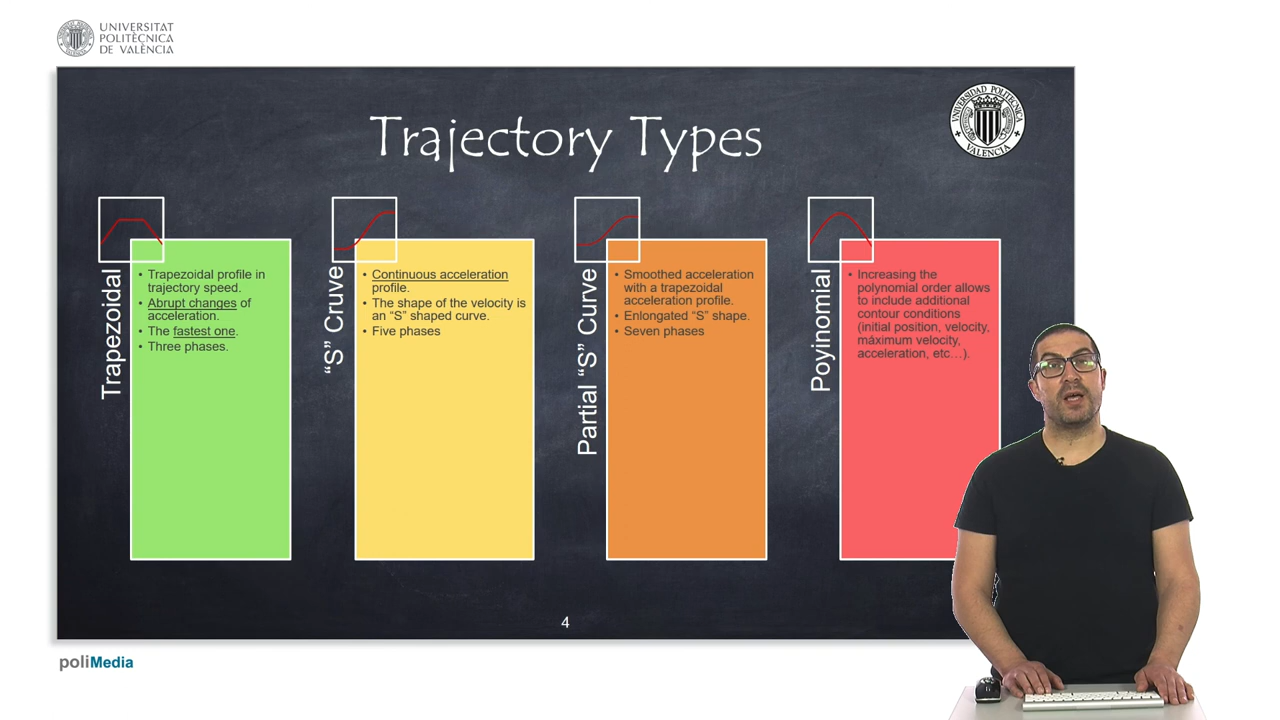 UNIVERSITAT
POLITÈCNICA
DE VALÈNCIA
Trajectory Types
UNIVERSIDAD POLITECNICA
VALENCIA
Trapezoidal
• Trapezoidal profile in
trajectory speed.
• Abrupt changes of
acceleration.
• The fastest one.
• Three phases.
“S” Cruve
• Continuous acceleration
profile.
• The shape of the velocity is
an “S” shaped curve.
• Five phases
Partial “S” Curve
• Smoothed acceleration
with a trapezoidal
acceleration profile.
• Enlongated “S” shape.
• Seven phases
Poyinomial
• Increasing the
polynomial order allows
to include additional
contour conditions
(initial position, velocity,
máximum velocity,
acceleration, etc…).
4
poliMedia